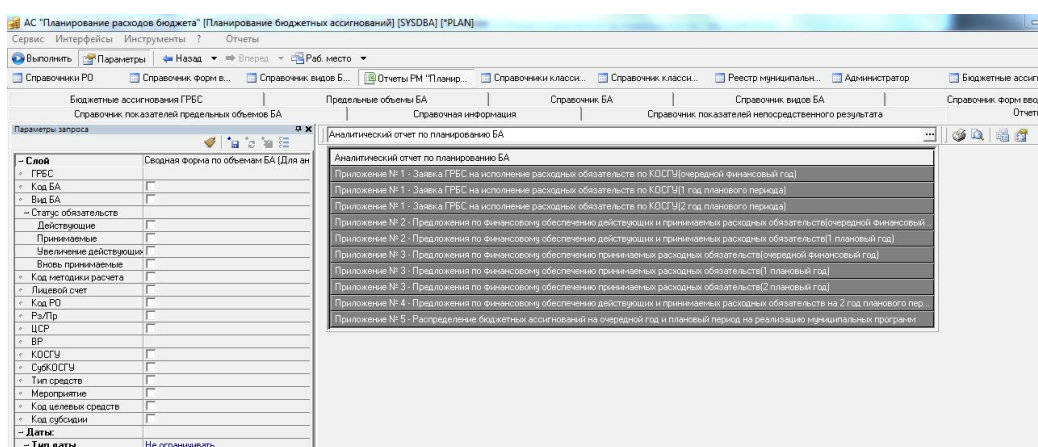 АС "Планирование расходов бюджета" [Планирование бюджетных ассигнований] [SYSDBA] [*PLAN]
Сервис Интерфейсы Инструменты ? Отчеты
Выполнить Параметры Назад Вперед Раб. место
Справочники РО Справочник форм в... Справочник видов Б... Отчеты РМ "Планир... Справочники класси... Справочник класси... Реестр муниципальн... Администратор Бюджетные ассиг
Бюджетные ассигнования ГРБС Предельные объемы БА Справочник БА Справочник видов БА Справочник форм ввод
Справочник показателей предельных объемов БА Справочная информация Справочник показателей непосредственного результата Отчет
Параметры запроса
Аналитический отчет по планированию БА ...
Слой Сводная форма по объемам БА (Для ан
ГРБС
Код БА
Вид БА
Статус обязательств
Действующие
Принимаемые
Увеличение действующи
Вновь принимаемые
Код методики расчета
Лицевой счет
Код РО
Рз/Пр
ЦСР
ВР
КОСГУ
СубКОСГУ
Тип средств
Мероприятие
Код целевых средств
Код субсидии
Даты:
Тип даты Не ограничивать
Аналитический отчет по планированию БА
Приложение № 1 - Заявка ГРБС на исполнение расходных обязательств по КОСГУ(очередной финансовый год)
Приложение № 1 - Заявка ГРБС на исполнение расходных обязательств по КОСГУ(1 год планового периода)
Приложение № 1 - Заявка ГРБС на исполнение расходных обязательств по КОСГУ(2 год планового периода)
Приложение № 2 - Предложения по финансовому обеспечению действующих и принимаемых расходных обязательств(очередной финансовый ...
Приложение № 2 - Предложения по финансовому обеспечению действующих и принимаемых расходных обязательств(1 плановый год)
Приложение № 3 - Предложения по финансовому обеспечению принимаемых расходных обязательств(очередной финансовый год)
Приложение № 3 - Предложения по финансовому обеспечению принимаемых расходных обязательств(1 плановый год)
Приложение № 3 - Предложения по финансовому обеспечению принимаемых расходных обязательств(2 плановый год)
Приложение № 4 - Предложения по финансовому обеспечению действующих и принимаемых расходных обязательств на 2 год планового пер...
Приложение № 5 - Распределение бюджетных ассигнований на очередной год и плановый период на реализацию муниципальных программ